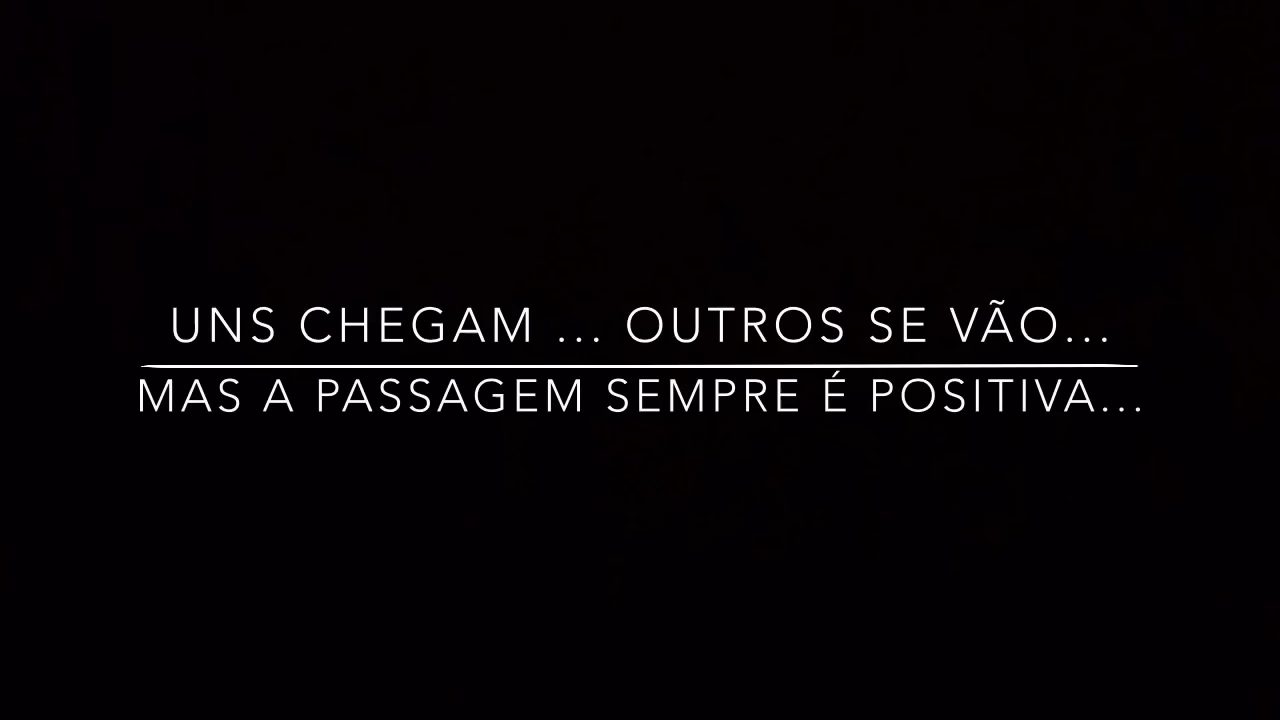 UNS CHEGAM ... OUTROS SE VÃO...
MAS A PASSAGEM SEMPRE É POSITIVA...